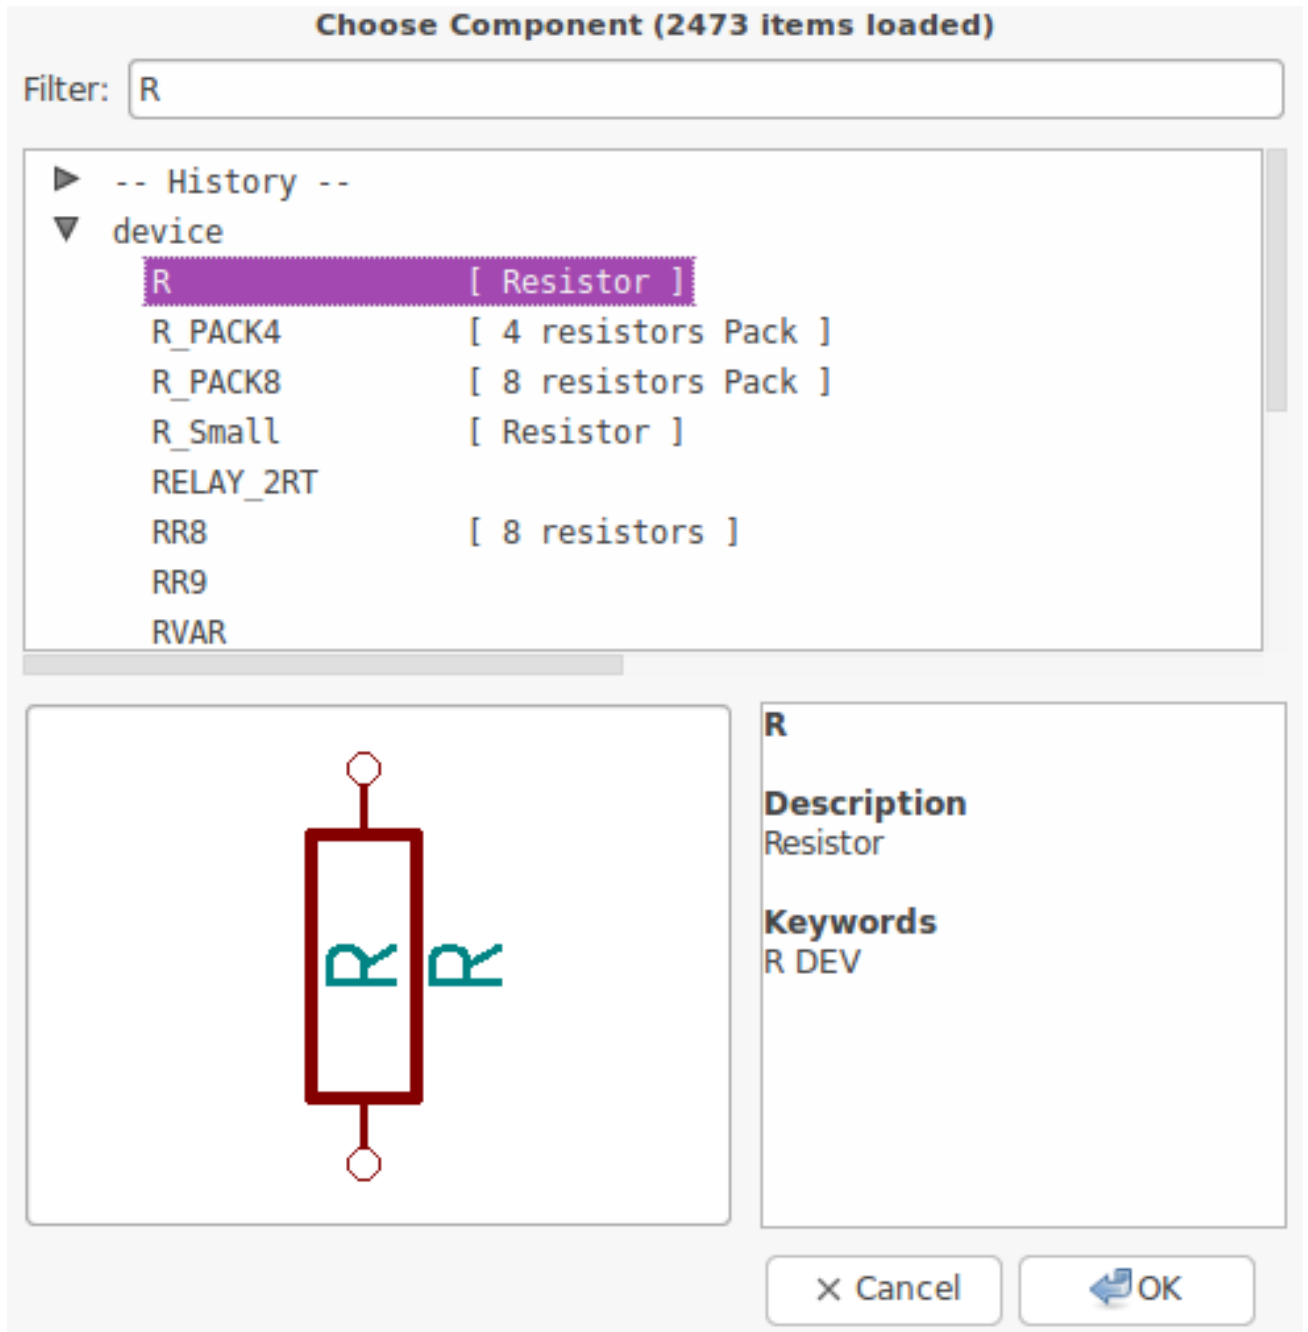 Choose Component (2473 items loaded)
Filter: R
-- History --
device
R [ Resistor ]
R_PACK4 [ 4 resistors Pack ]
R_PACK8 [ 8 resistors Pack ]
R_Small [ Resistor ]
RELAY_2RT
RR8 [ 8 resistors ]
RR9
RVAR
R R
R
Description
Resistor
Keywords
R DEV
Cancel OK